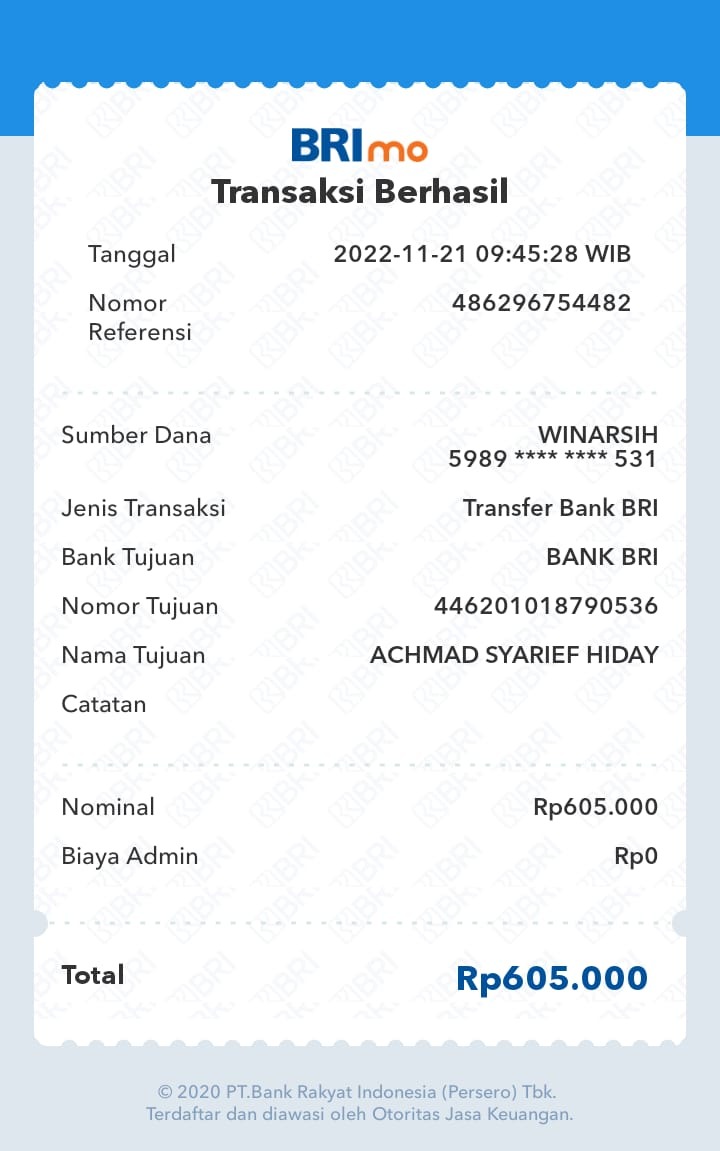 BRImo
Transaksi Berhasil
Tanggal 2022-11-21 09:45:28 WIB
Nomor Referensi 486296754482
Sumber Dana WINARSIH
5989 **** **** 531
Jenis Transaksi Transfer Bank BRI
Bank Tujuan BANK BRI
Nomor Tujuan 446201018790536
Nama Tujuan ACHMAD SYARIEF HIDAY
Catatan
Nominal Rp605.000
Biaya Admin Rp0
Total Rp605.000
© 2020 PT.Bank Rakyat Indonesia (Persero) Tbk.
Terdaftar dan diawasi oleh Otoritas Jasa Keuangan.